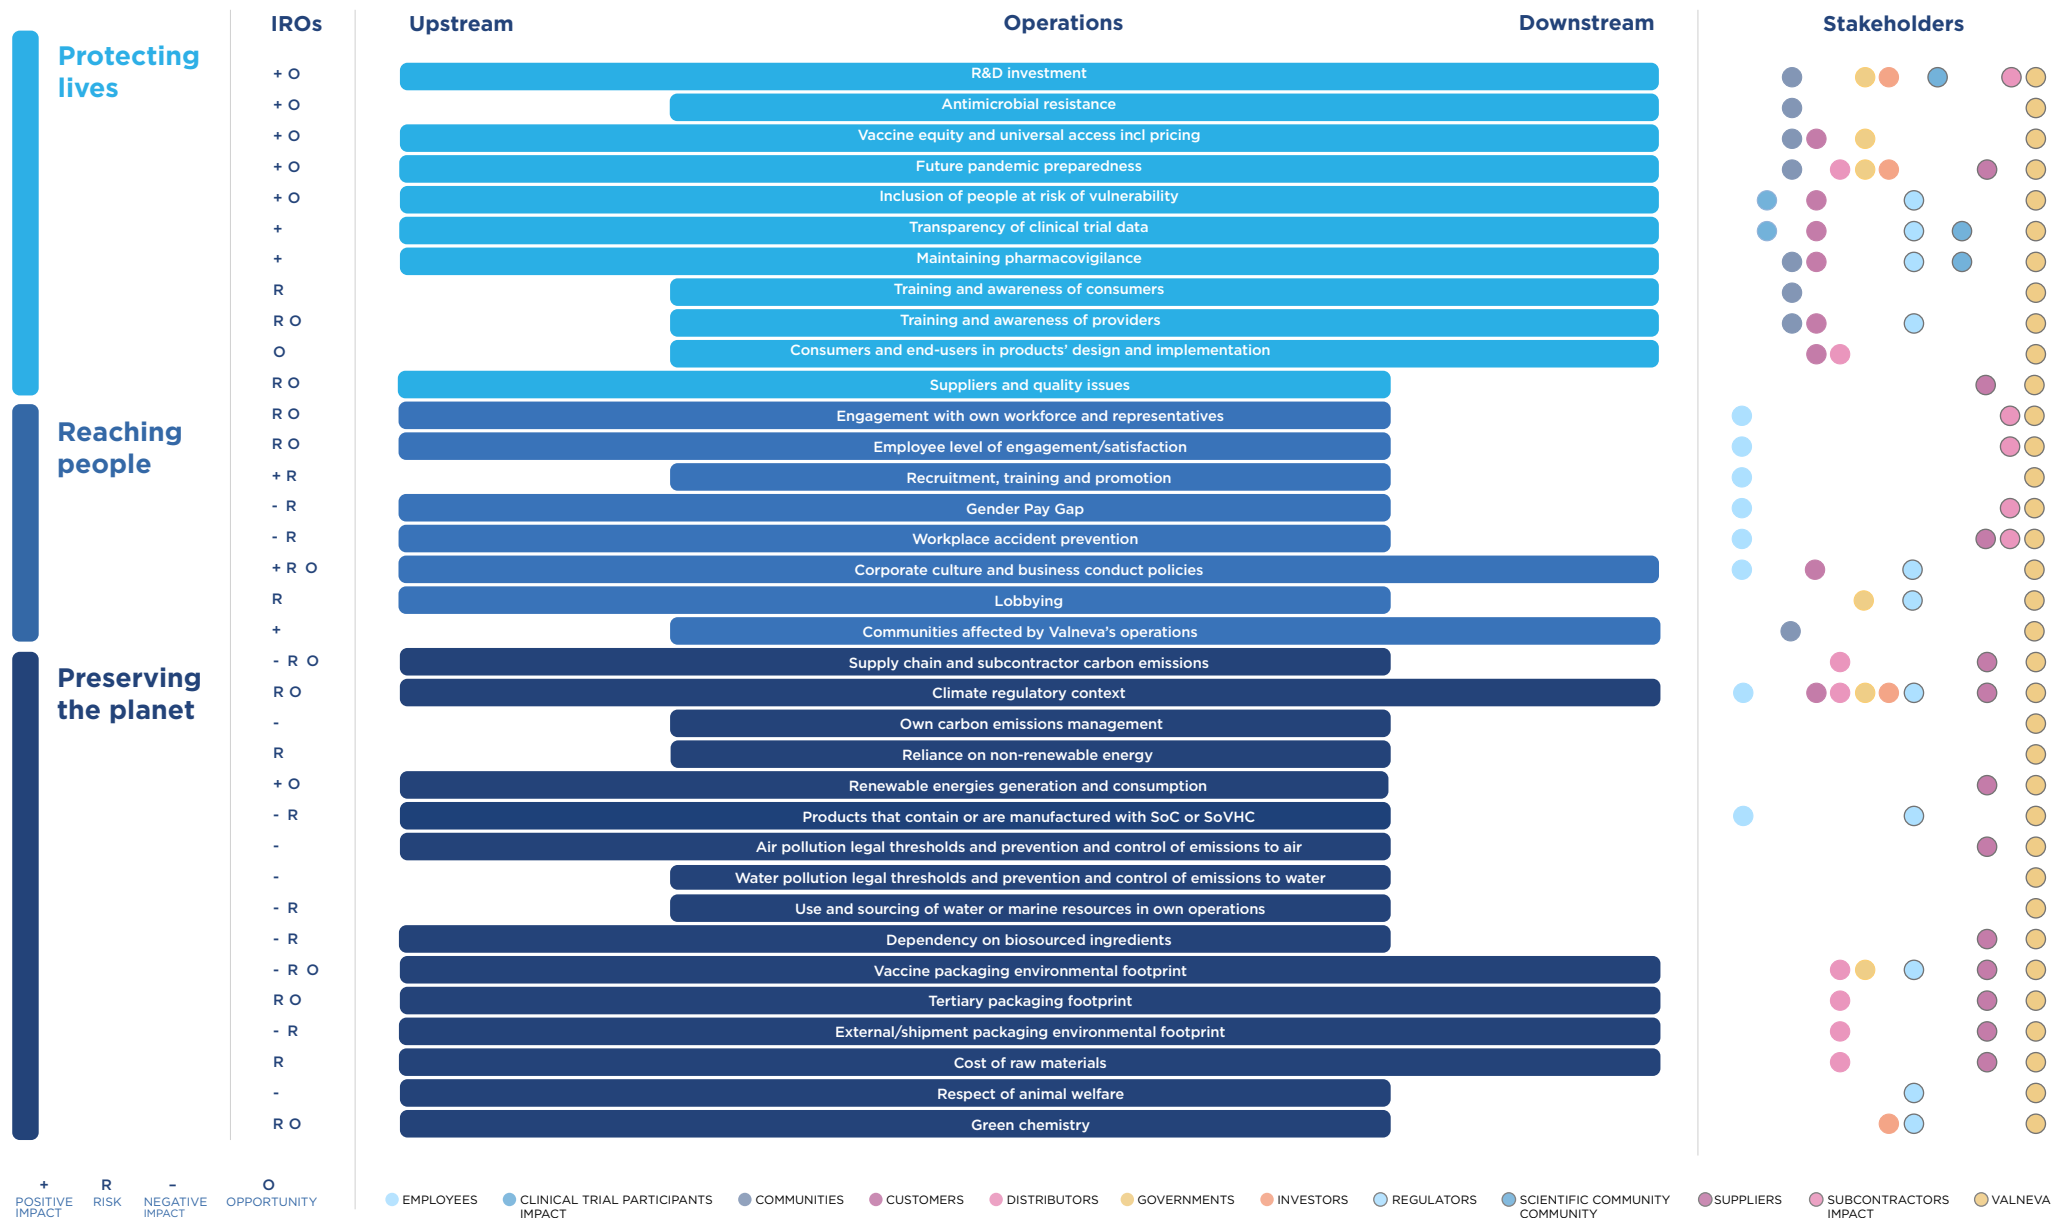 IROs Upstream Operations Downstream Stakeholders
Protecting
lives
+ O R&D investment
+ O Antimicrobial resistance
+ O Vaccine equity and universal access incl pricing
+ O Future pandemic preparedness
+ O Inclusion of people at risk of vulnerability
+ Transparency of clinical trial data
+ Maintaining pharmacovigilance
R Training and awareness of consumers
R O Training and awareness of providers
O Consumers and end-users in products’ design and implementation
R O Suppliers and quality issues
Reaching
people
R O Engagement with own workforce and representatives
R O Employee level of engagement/satisfaction
+ R Recruitment, training and promotion
- R Gender Pay Gap
- R Workplace accident prevention
+ R O Corporate culture and business conduct policies
R Lobbying
+ Communities affected by Valneva’s operations
Preserving
the planet
- R O Supply chain and subcontractor carbon emissions
R O Climate regulatory context
- Own carbon emissions management
R Reliance on non-renewable energy
+ O Renewable energies generation and consumption
- R Products that contain or are manufactured with SoC or SoVHC
- Air pollution legal thresholds and prevention and control of emissions to air
- Water pollution legal thresholds and prevention and control of emissions to water
- R Use and sourcing of water or marine resources in own operations
- R Dependency on biosourced ingredients
- R O Vaccine packaging environmental footprint
R O Tertiary packaging footprint
- R External/shipment packaging environmental footprint
R Cost of raw materials
- Respect of animal welfare
R O Green chemistry
+ R – O
POSITIVE RISK NEGATIVE OPPORTUNITY
IMPACT IMPACT
EMPLOYEES CLINICAL TRIAL PARTICIPANTS COMMUNITIES CUSTOMERS DISTRIBUTORS GOVERNMENTS INVESTORS REGULATORS SCIENTIFIC COMMUNITY SUPPLIERS SUBCONTRACTORS VALNEVA
IMPACT COMMUNITY IMPACT